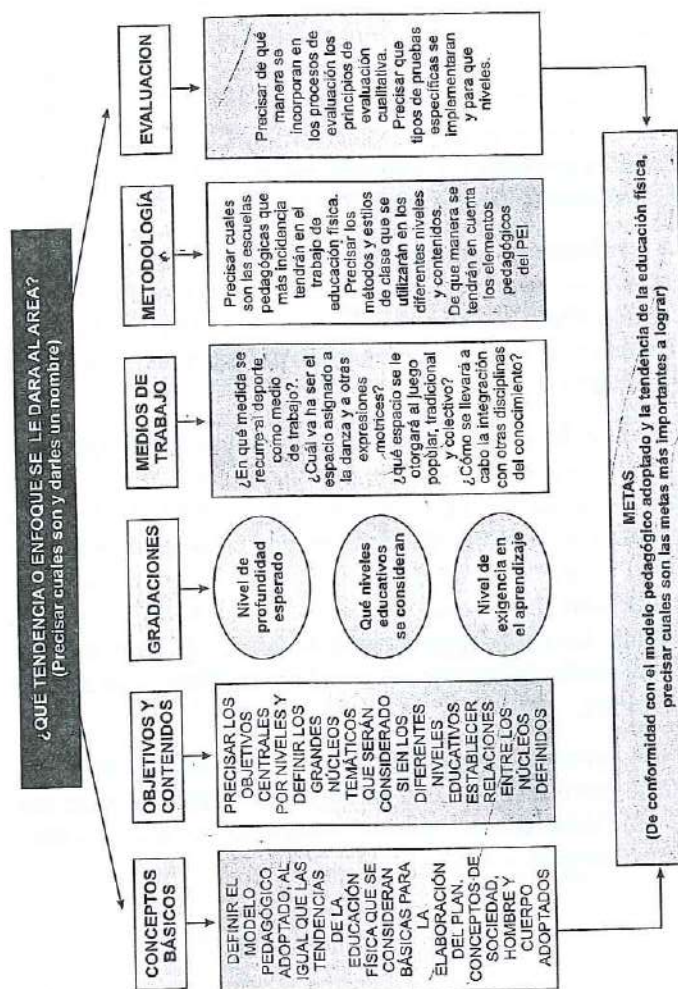 ¿QUE TENDENCIA O ENFOQUE SE LE DARA AL AREA?
(Precisar cuales son y darles un nombre)
CONCEPTOS
BÁSICOS
DEFINIR EL
MODELO
PEDAGÓGICO
ADOPTADO, AL
IGUAL QUE LAS
TENDENCIAS
DE LA
EDUCACIÓN
FÍSICA QUE SE
CONSIDERAN
BÁSICAS PARA
LA
ELABORACIÓN
DEL PLAN.
CONCEPTOS DE
SOCIEDAD,
HOMBRE Y
CUERPO
ADOPTADOS
OBJETIVOS Y
CONTENIDOS
PRECISAR LOS
OBJETIVOS
CENTRALES
POR NIVELES Y
DEFINIR LOS
GRANDES
NÚCLEOS
TEMÁTICOS
QUE SERÁN
CONSIDERADO
S EN LOS
DIFERENTES
NIVELES
EDUCATIVOS
ESTABLECER
RELACIONES
ENTRE LOS
NÚCLEOS
DEFINIDOS
GRADACIONES
Nivel de
profundidad
esperado
Qué niveles
educativos
se consideran
Nivel de
exigencia en
el aprendizaje
MEDIOS DE
TRABAJO
¿En qué medida se
recurre al deporte
como medio
de trabajo?.
¿Cuál va ha ser el
espacio asignado a
la danza y a otras
expresiones
motrices?
¿qué espacio se le
otorgará al juego
popular, tradicional
y colectivo?
¿Cómo se llevará a
cabo la integración
con otras disciplinas
del conocimiento?
METODOLOGÍA
Precisar cuales
son las escuelas
pedagógicas que
más incidencia
tendrán en el
trabajo de
educación física.
Precisar los
métodos y estilos
de clase que se
utilizarán en los
diferentes niveles
y contenidos.
De que manera se
tendrán en cuenta
los elementos
pedagógicos
del PEI
EVALUACION
Precisar de qué
manera se
incorporan en
los procesos de
evaluación los
principios de
evaluación
cualitativa.
Precisar que
tipos de pruebas
específicas se
implementaran
y para que
niveles.
METAS
(De conformidad con el modelo pedagógico adoptado y la tendencia de la educación física,
precisar cuales son las metas más importantes a lograr)